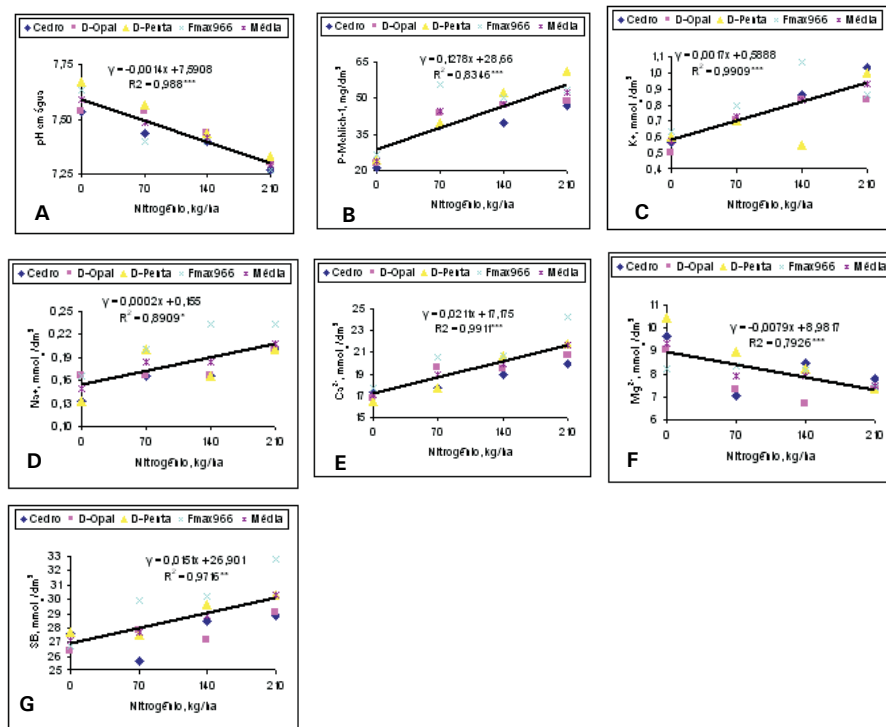 Cedro D-Opal D-Penta Fmax966 Média
y = -0,0014x + 7,5908
R2 = 0,988***
pH em água
7,75
7,50
7,25
0 70 140 210
Nitrogênio, kg/ha
A
Cedro D-Opal D-Penta Fmax966 Média
y = 0,1278x + 28,66
R² = 0,8346***
P-Mehlich-1, mg/dm³
65
50
35
20
0 70 140 210
Nitrogênio, kg/ha
B
Cedro D-Opal D-Penta Fmax966 Média
y = 0,0017x + 0,5888
R² = 0,9909***
K+, mmol /dm³
1,2
1,1
1,0
0,9
0,8
0,7
0,6
0,5
0,4
0 70 140 210
Nitrogênio, kg/ha
C
Cedro D-Opal D-Penta Fmax966 Média
y = 0,0002x + 0,155
R² = 0,8909*
Na+, mmol /dm³
0,25
0,22
0,19
0,16
0,13
0,10
0 70 140 210
Nitrogênio, kg/ha
D
Cedro D-Opal D-Penta Fmax966 Média
y = 0,0211x + 17,175
R2 = 0,9911***
Ca²⁺, mmol /dm³
25
23
21
19
17
15
0 70 140 210
Nitrogênio, kg/ha
E
Cedro D-Opal D-Penta Fmax966 Média
y = -0,0079x + 8,9817
R2 = 0,7926***
Mg²⁺, mmol /dm³
11
10
9
8
7
6
0 70 140 210
Nitrogênio, kg/ha
F
Cedro D-Opal D-Penta Fmax966 Média
y = 0,0151x + 26,901
R² = 0,9716**
SB, mmol /dm³
33
32
31
30
29
28
27
26
25
0 70 140 210
Nitrogênio, kg/ha
G